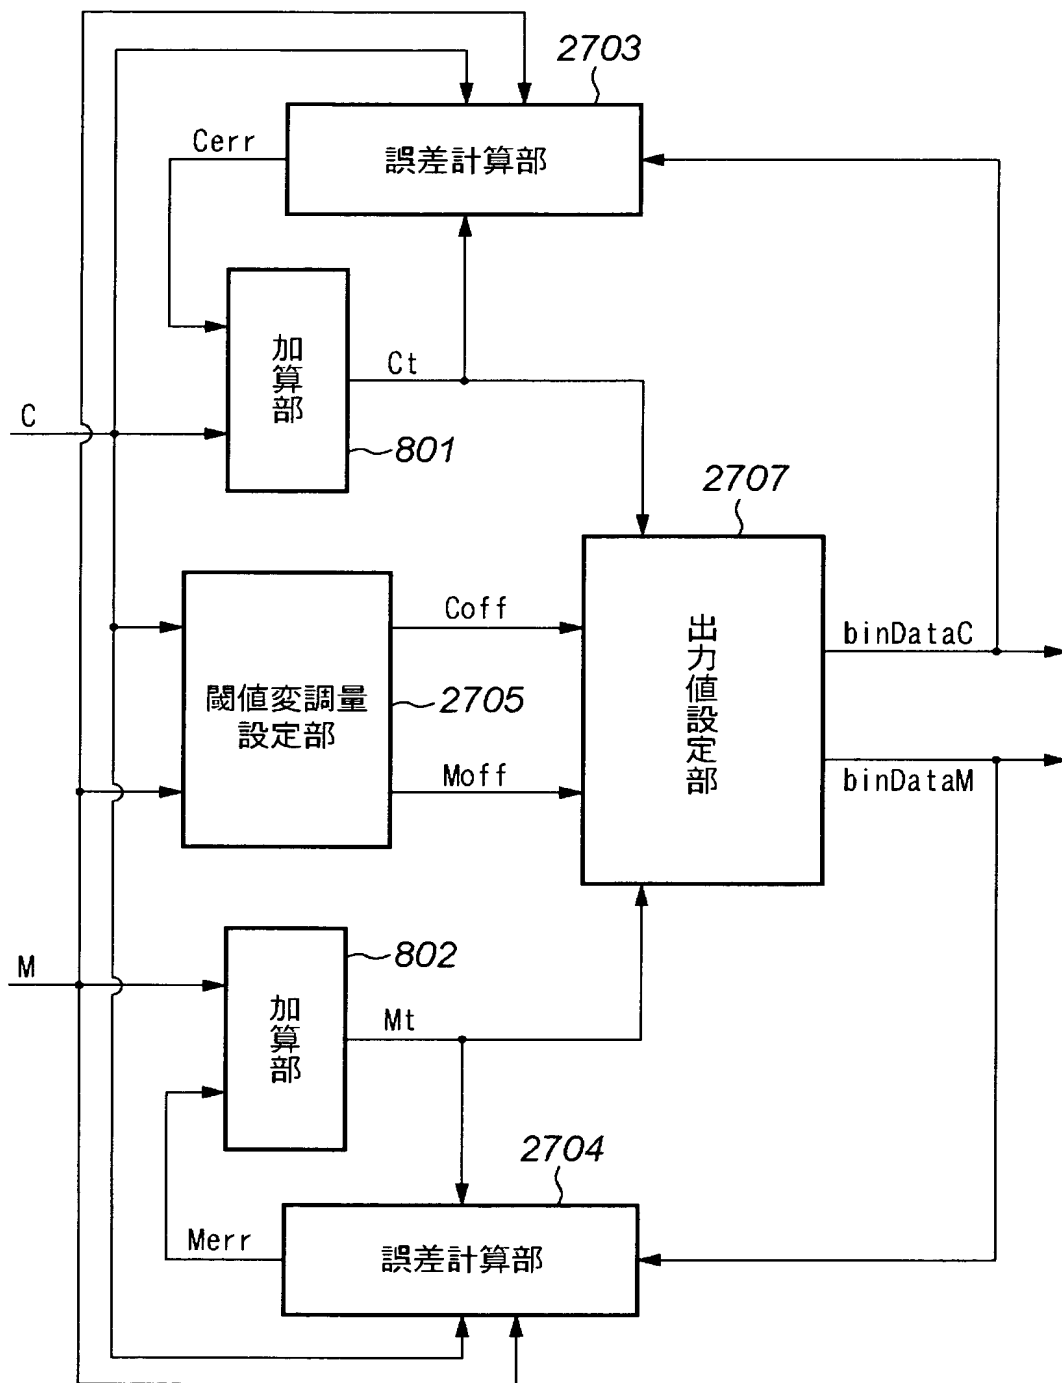 2703
Cerr
誤差計算部
加算部
Ct
C
801
2707
Coff
出力値設定部
binDataC
閾値変調量
設定部
2705
Moff
binDataM
802
M
加算部
Mt
2704
Merr
誤差計算部